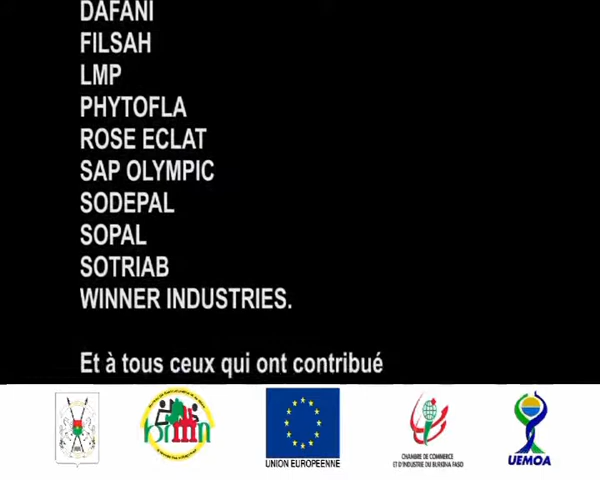 DAFANI
FILSAH
LMP
PHYTOFLA
ROSE ECLAT
SAP OLYMPIC
SODEPAL
SOPAL
SOTRIAB
WINNER INDUSTRIES.
Et à tous ceux qui ont contribué
brmn
UNION EUROPEENNE
CHAMBRE DE COMMERCE
ET D'INDUSTRIE DU BURKINA FASO
UEMOA